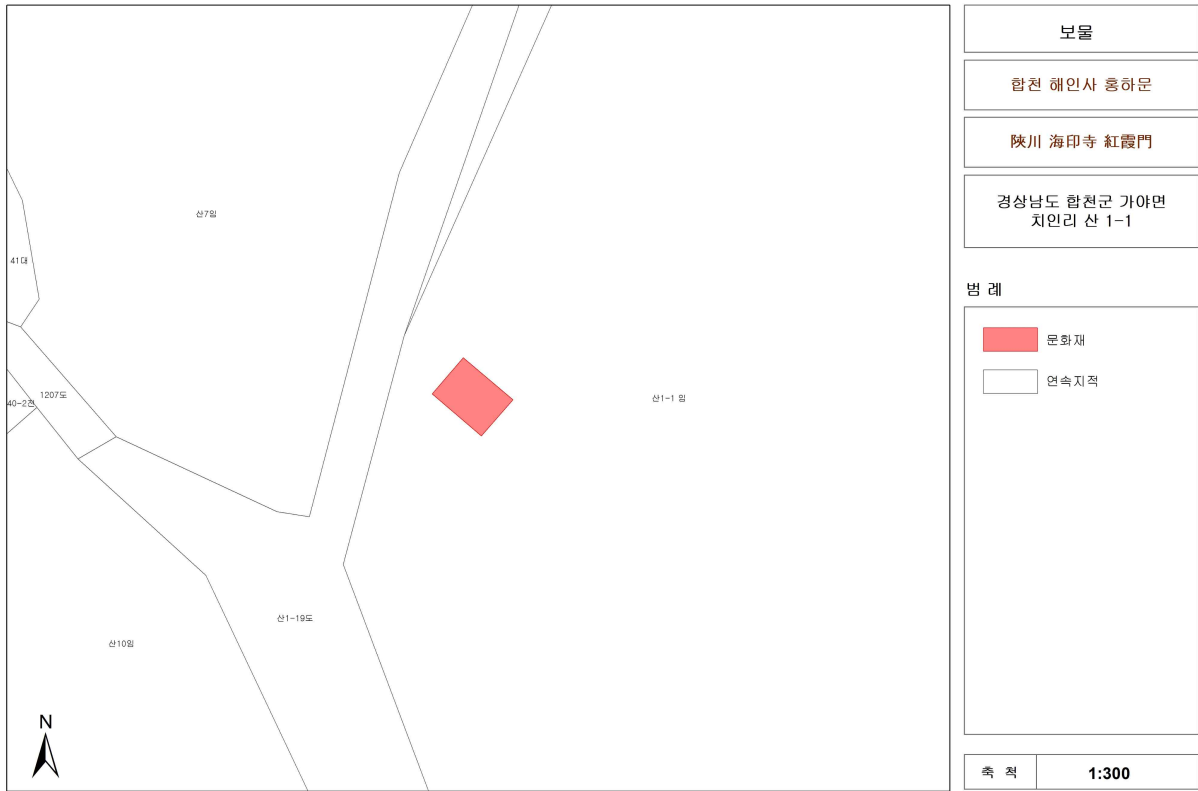 보물
합천 해인사 홍하문
陜川 海印寺 紅霞門
경상남도 합천군 가야면
치인리 산 1-1
범 례
문화재
연속지적
축 척
1:300
산7임
41대
1207도
40-2전
산1-1 임
산1-19도
산10임
N